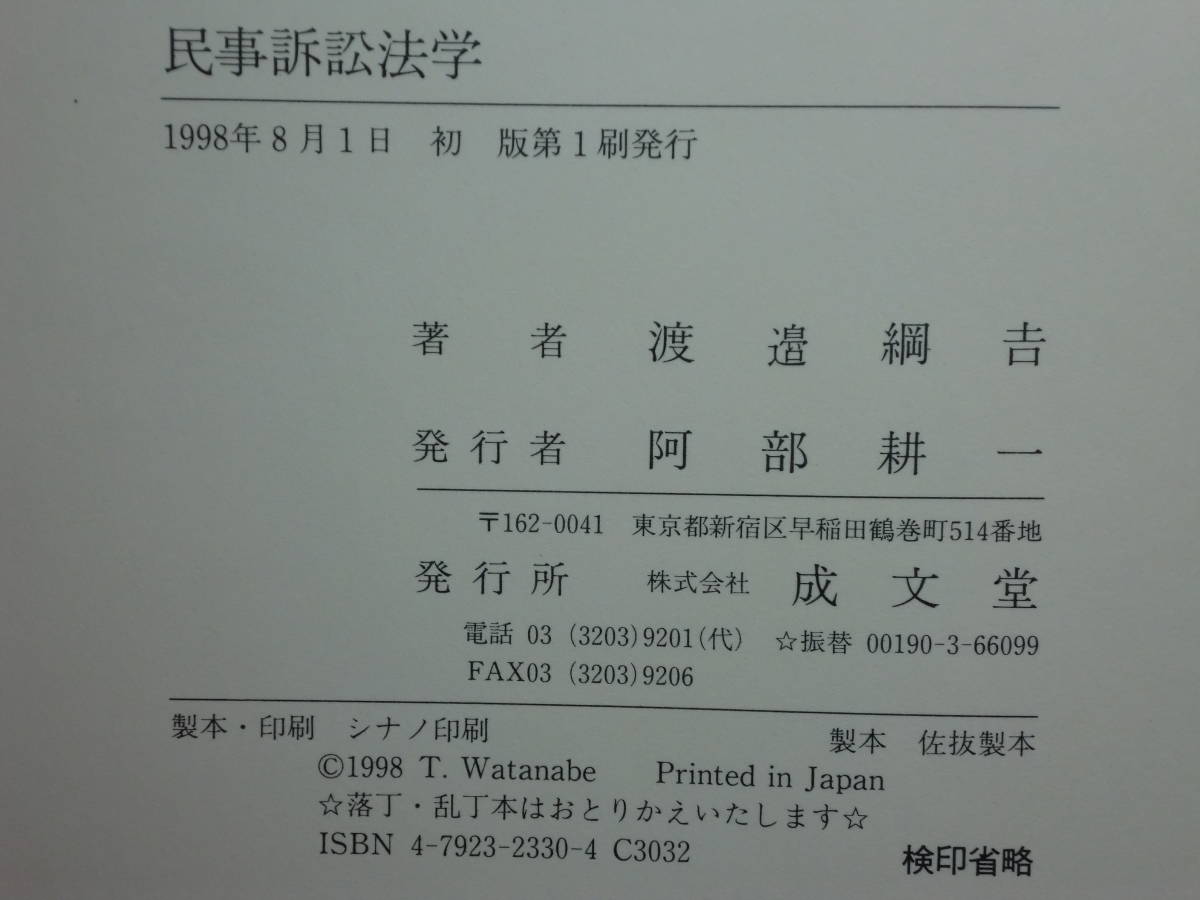 民事訴訟法学
1998年8月1日　初　版第1刷発行
著　者　渡　邉　綱　𠮷
発行者　阿　部　耕　一
〒162-0041　東京都新宿区早稲田鶴巻町514番地
発行所　株式会社　成　文　堂
電話 03 (3203)9201(代)　☆振替 00190-3-66099
FAX03 (3203)9206
製本・印刷　シナノ印刷　製本　佐抜製本
©1998 T. Watanabe　Printed in Japan
☆落丁・乱丁本はおとりかえいたします☆
ISBN 4-7923-2330-4 C3032　検印省略